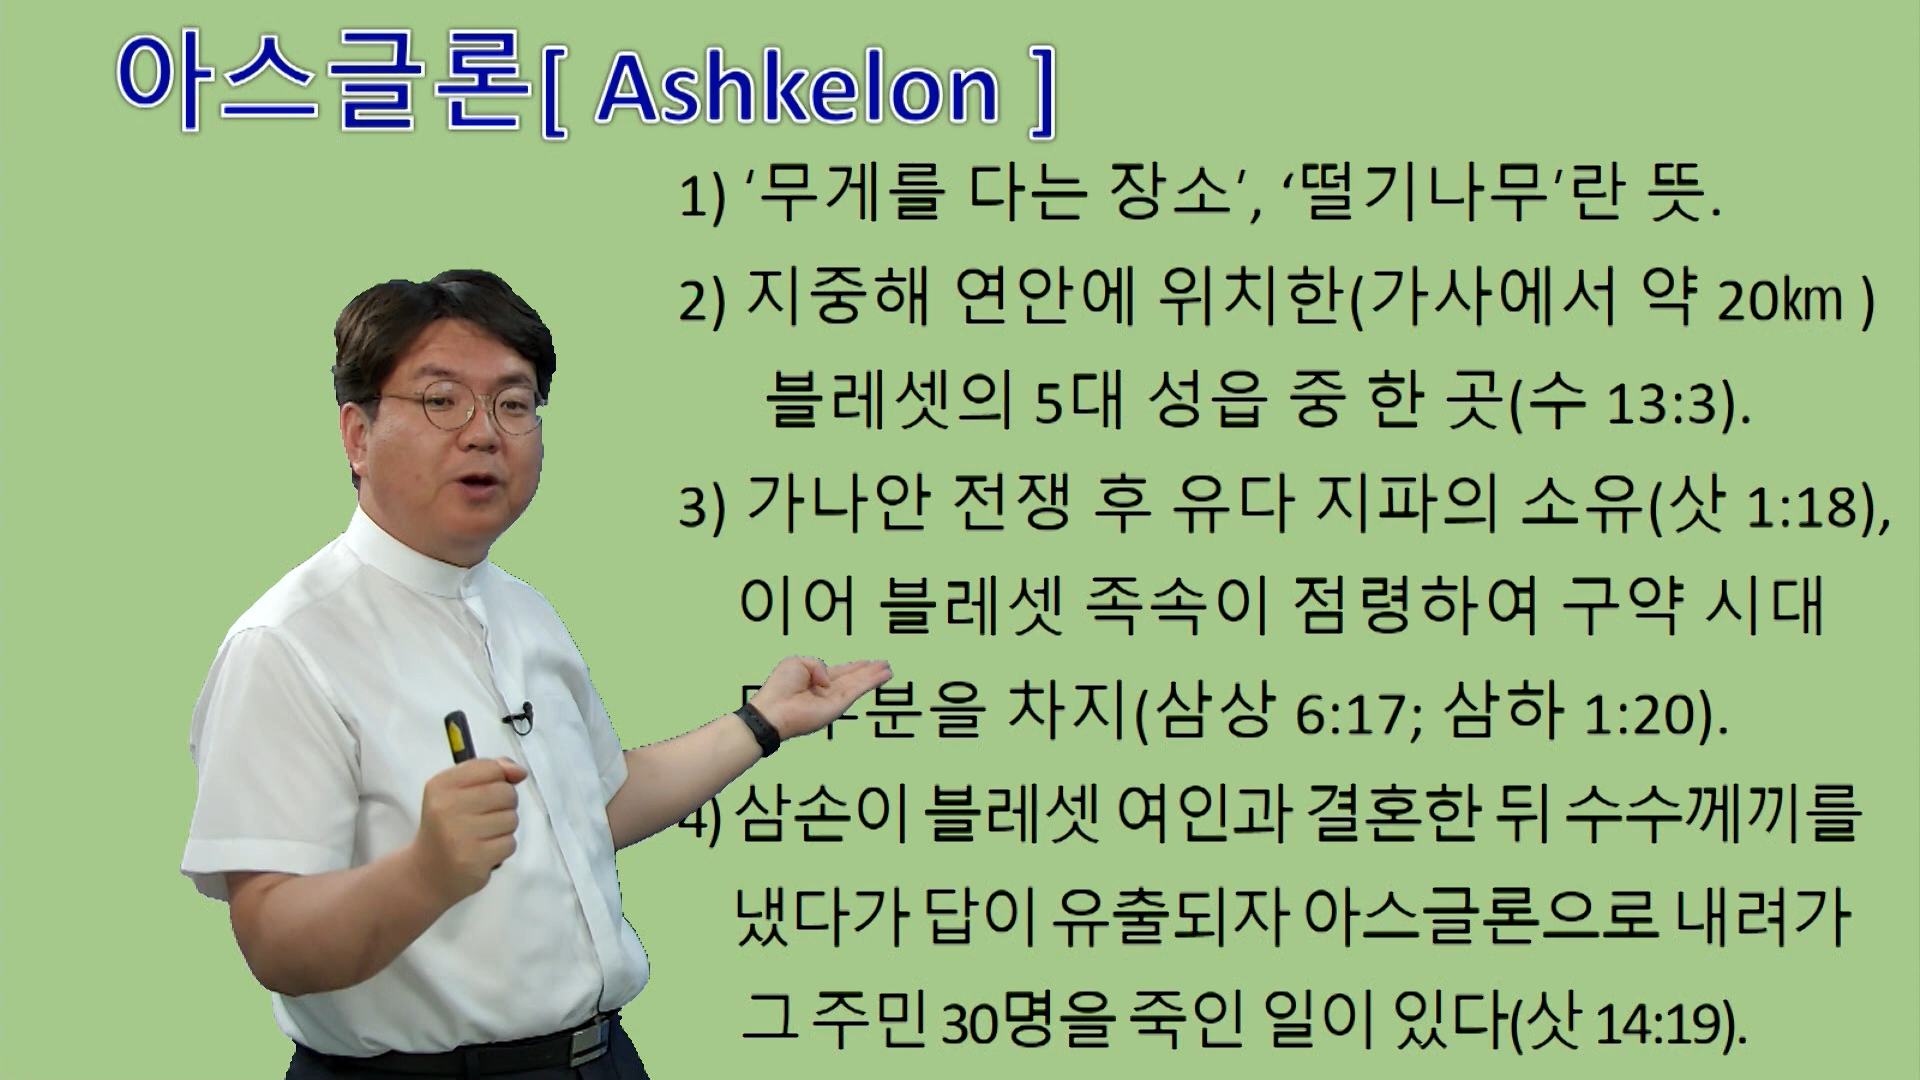 아스글론[ Ashkelon ]
1) ‘무게를 다는 장소’, ‘떨기나무’란 뜻.
2) 지중해 연안에 위치한(가사에서 약 20㎞ )
블레셋의 5대 성읍 중 한 곳(수 13:3).
3) 가나안 전쟁 후 유다 지파의 소유(삿 1:18),
이어 블레셋 족속이 점령하여 구약 시대
차지(삼상 6:17; 삼하 1:20).
4) 삼손이 블레셋 여인과 결혼한 뒤 수수께끼를
냈다가 답이 유출되자 아스글론으로 내려가
그 주민 30명을 죽인 일이 있다(삿 14:19).